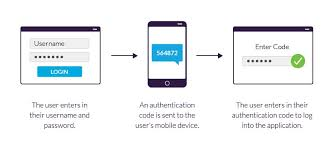 Username
*******
LOGIN
The user enters in
their username and
password.
564872
An authentication
code is sent to the
user's mobile device.
Enter Code
******
The user enters in their
authentication code to log
into the application.